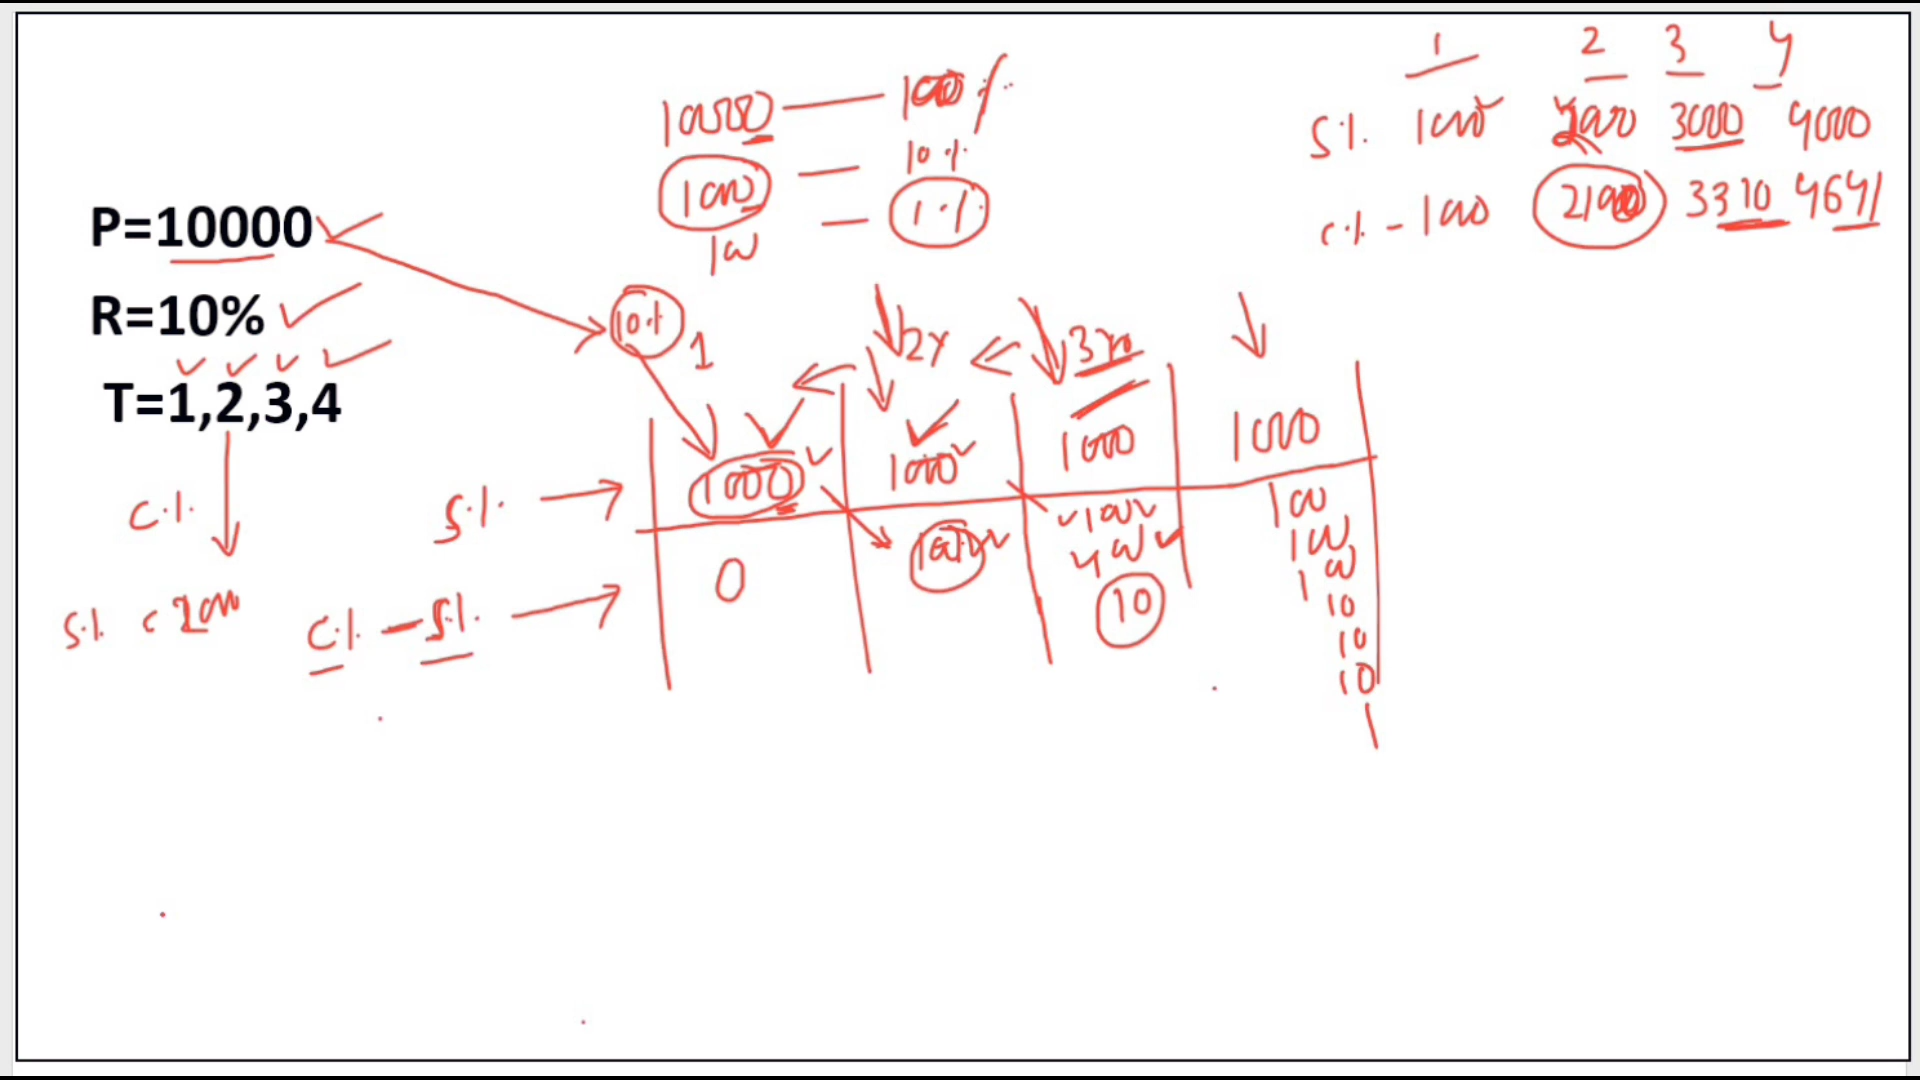 1 2 3 4
10000 — 100%
S.I. 1000 2000 3000 4000
1000 — 10%
— 1%
100
C.I. - 1000 2100 3310 4641
P=10000
R=10%
10% 1 2Y 3Y
T=1,2,3,4
S.I. → 1000 1000 1000 1000
C.I.
C.I. - S.I. → 0 100 100 100
100 100
10 100
10
10
10
1
S.I.